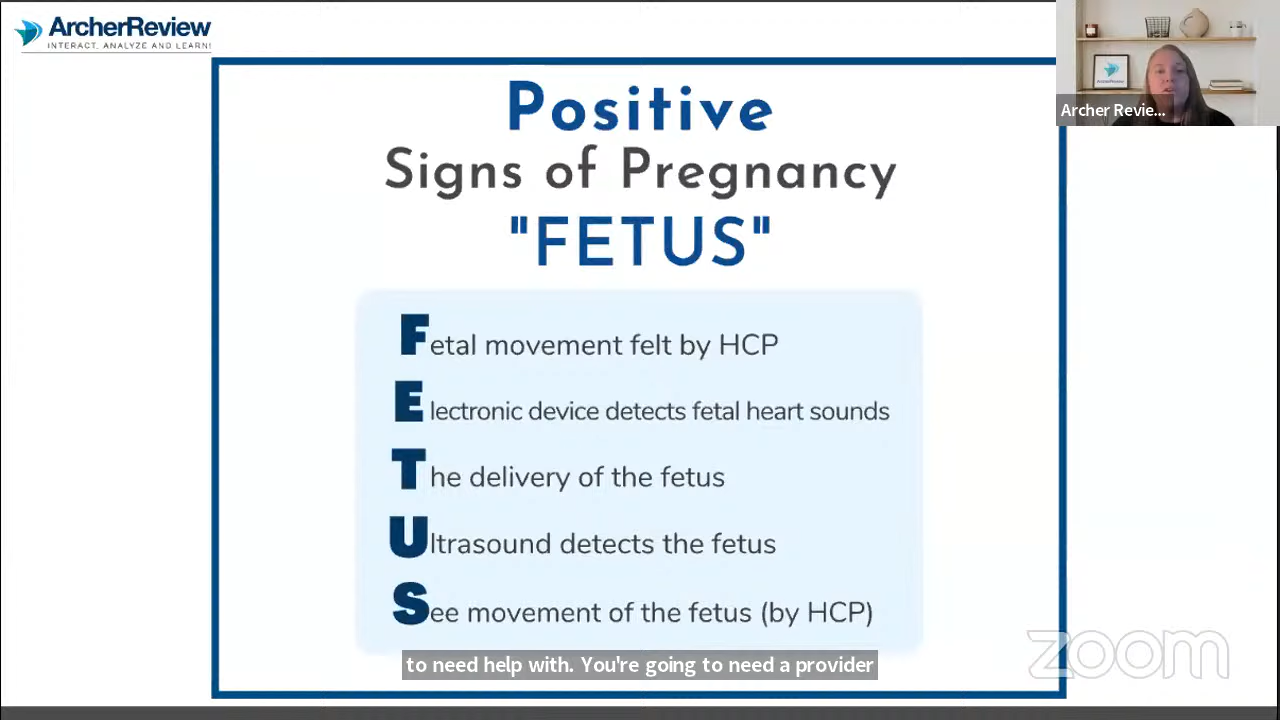 ArcherReview
INTERACT, ANALYZE AND LEARN!
Archer Revie...
Positive
Signs of Pregnancy
"FETUS"
Fetal movement felt by HCP
Electronic device detects fetal heart sounds
The delivery of the fetus
Ultrasound detects the fetus
See movement of the fetus (by HCP)
to need help with. You're going to need a provider
zoom